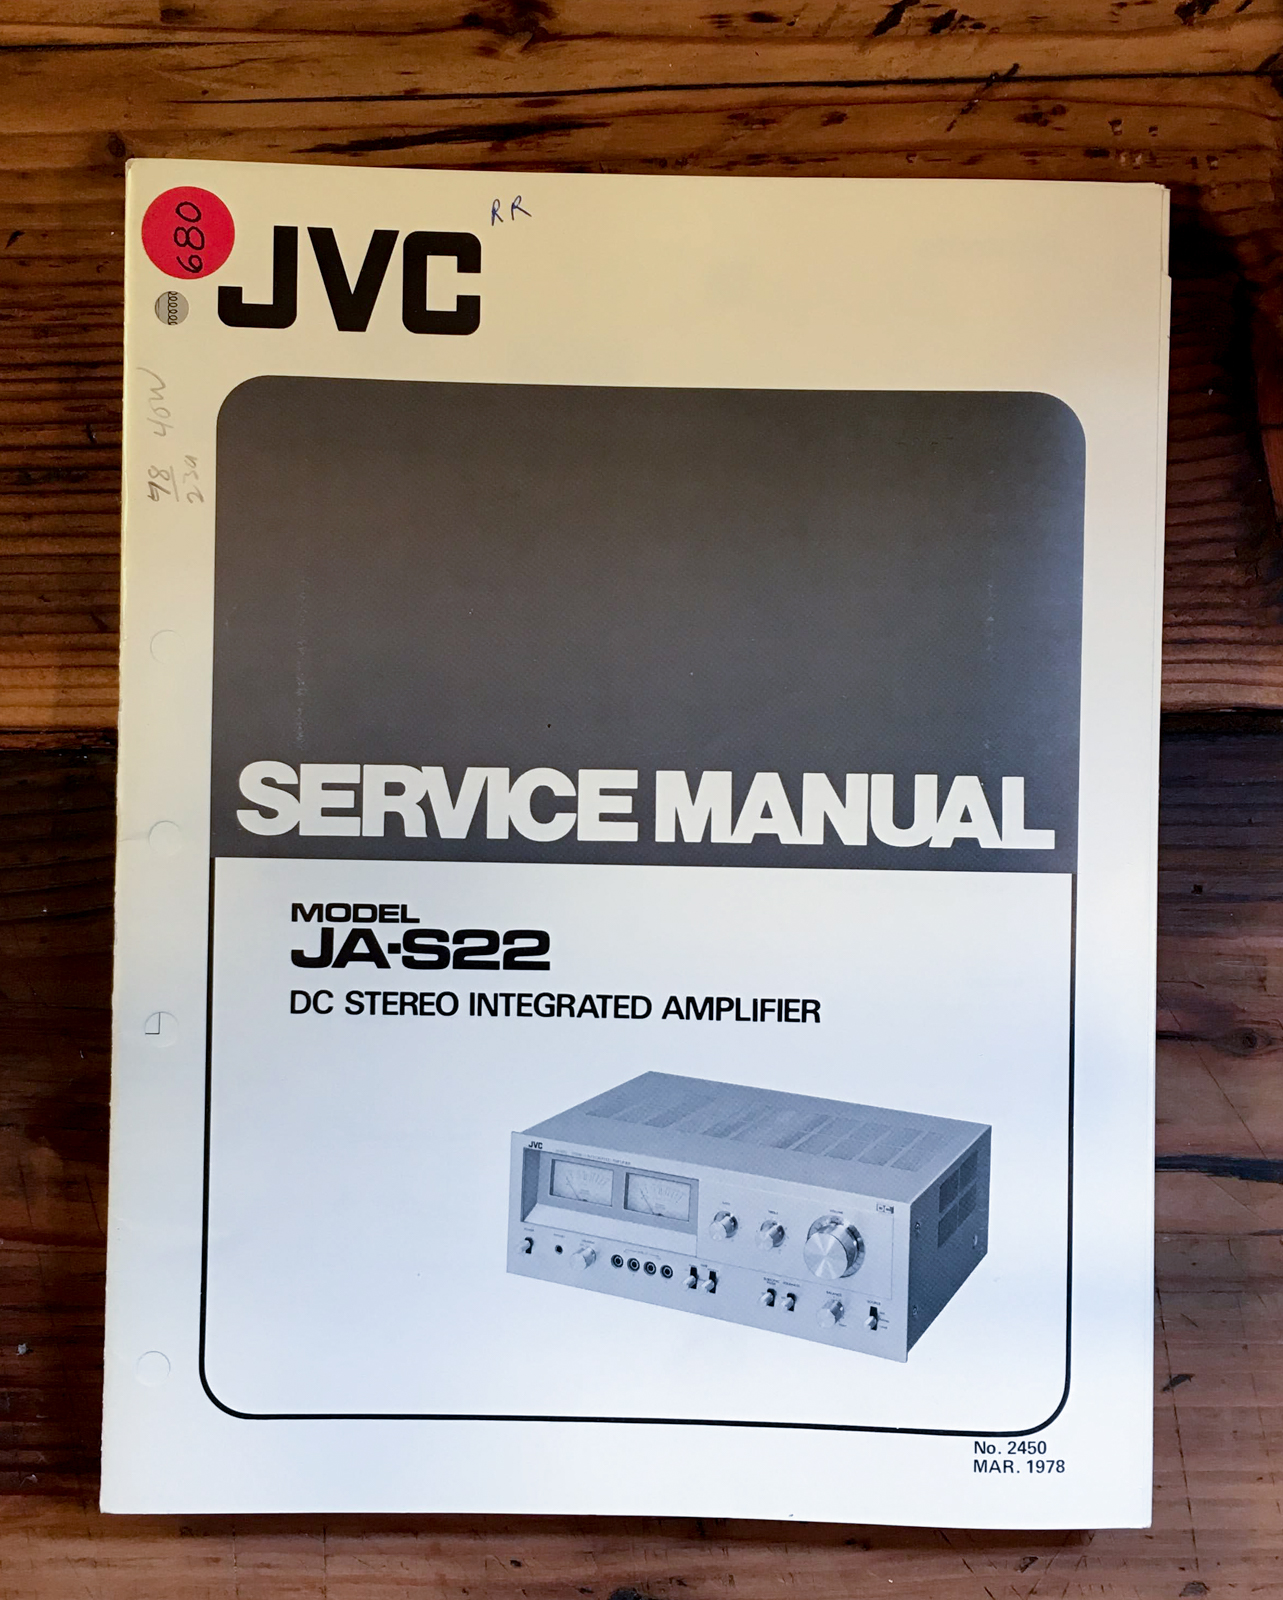 680
JVC
RR
40W
78
239
SERVICE MANUAL
MODEL
JA-S22
DC STEREO INTEGRATED AMPLIFIER
JVC
No. 2450
MAR. 1978